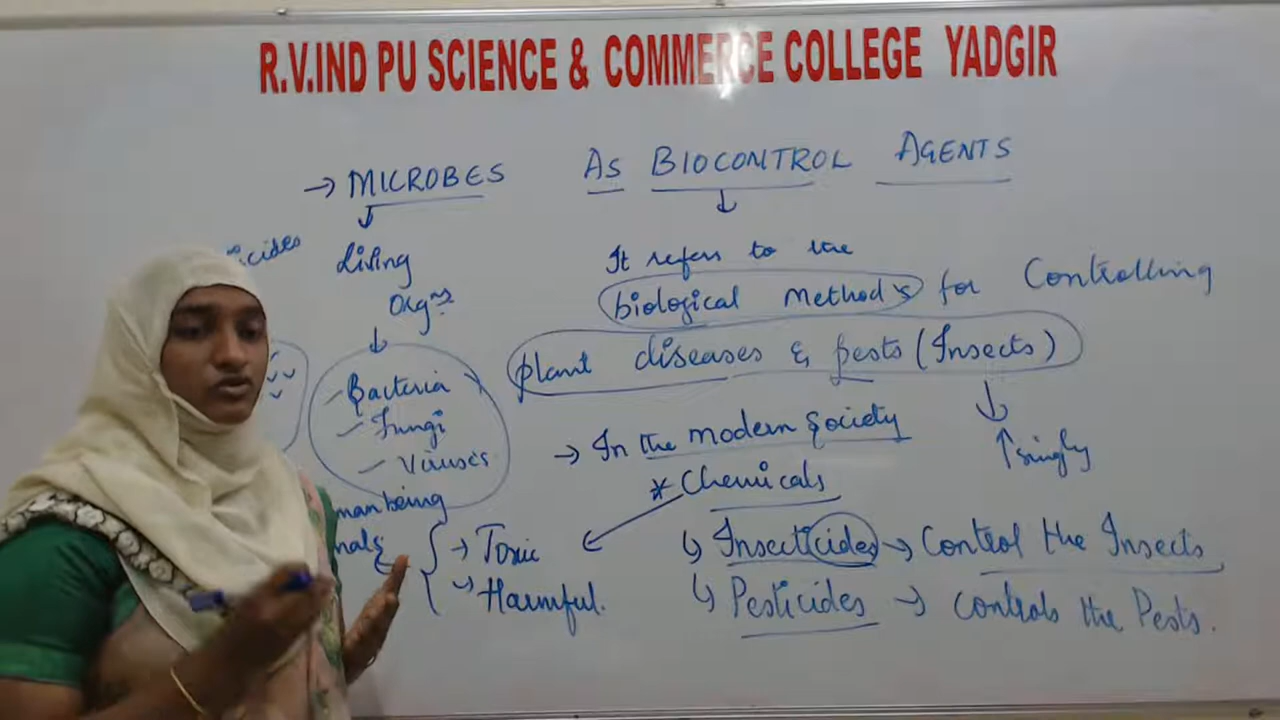 R.V.IND PU SCIENCE & COMMERCE COLLEGE YADGIR
→ MICROBES AS BIOCONTROL AGENTS
Living
Orgms
Bacteria
Fungi
Viruses
It refers to the
biological methods for Controlling
plant diseases & pests (Insects)
↑singly
→ In the modern society
* Chemicals
→ Toxic
→ Harmful.
↳ Insecticides → Control the Insects
↳ Pesticides → controls the Pests.